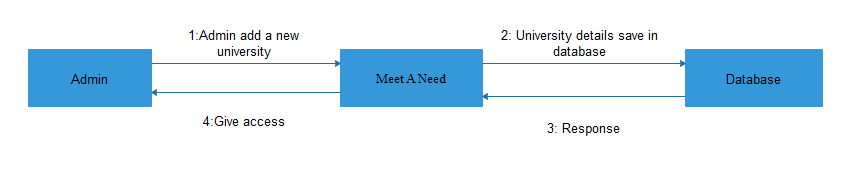 1:Admin add a new
university
2: University details save in
database
Admin
Meet A Need
Database
4:Give access
3: Response